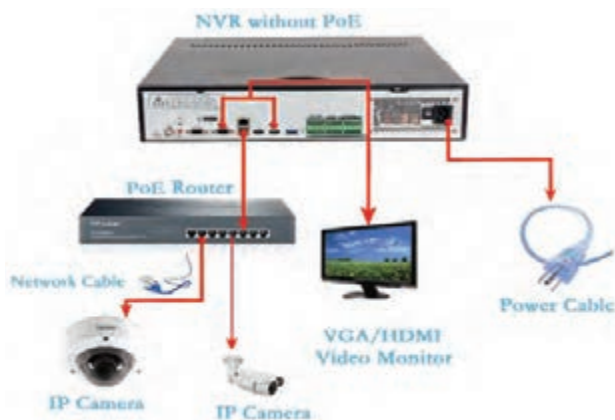 NVR without PoE
PoE Router
Network Cable
VGA/HDMI
Video Monitor
Power Cable
IP Camera
IP Camera